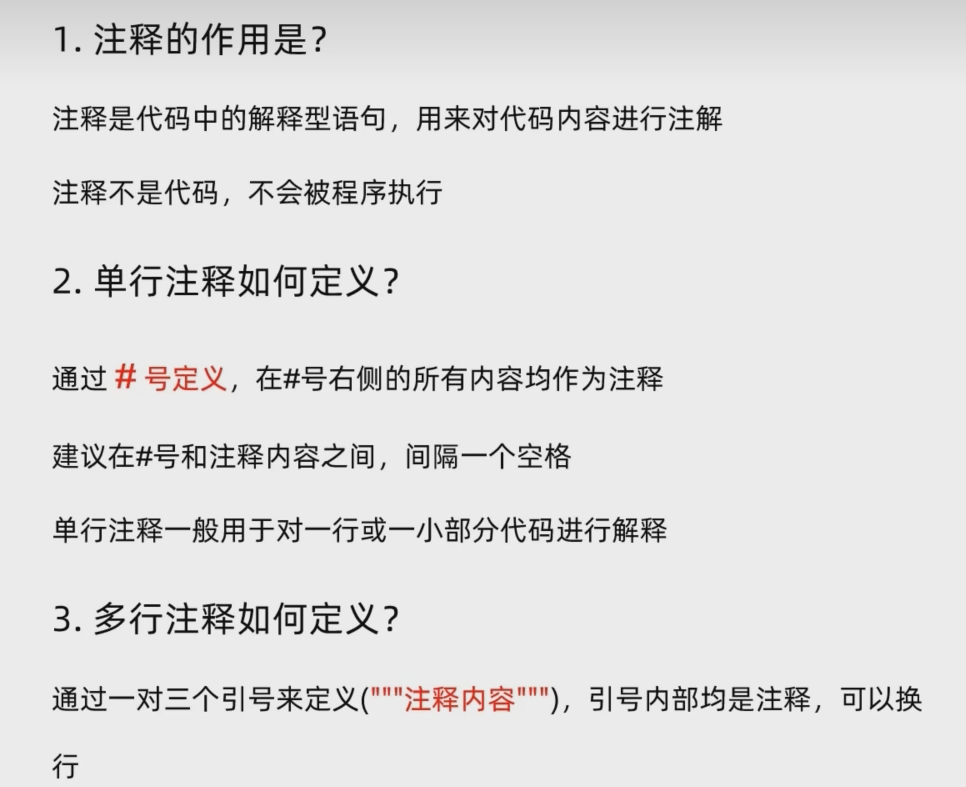 1. 注释的作用是？
注释是代码中的解释型语句，用来对代码内容进行注解
注释不是代码，不会被程序执行
2. 单行注释如何定义？
通过 # 号定义，在#号右侧的所有内容均作为注释
建议在#号和注释内容之间，间隔一个空格
单行注释一般用于对一行或一小部分代码进行解释
3. 多行注释如何定义？
通过一对三个引号来定义("""注释内容""")，引号内部均是注释，可以换
行